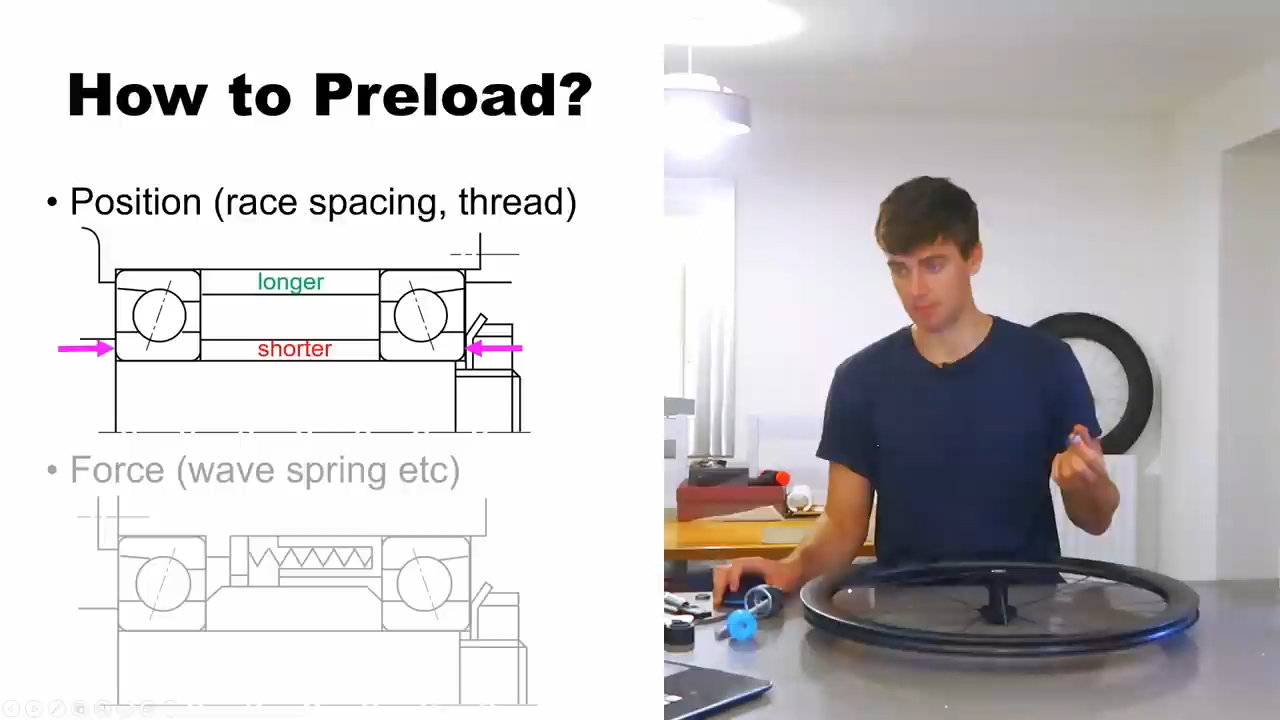 How to Preload?
• Position (race spacing, thread)
longer
shorter
• Force (wave spring etc)